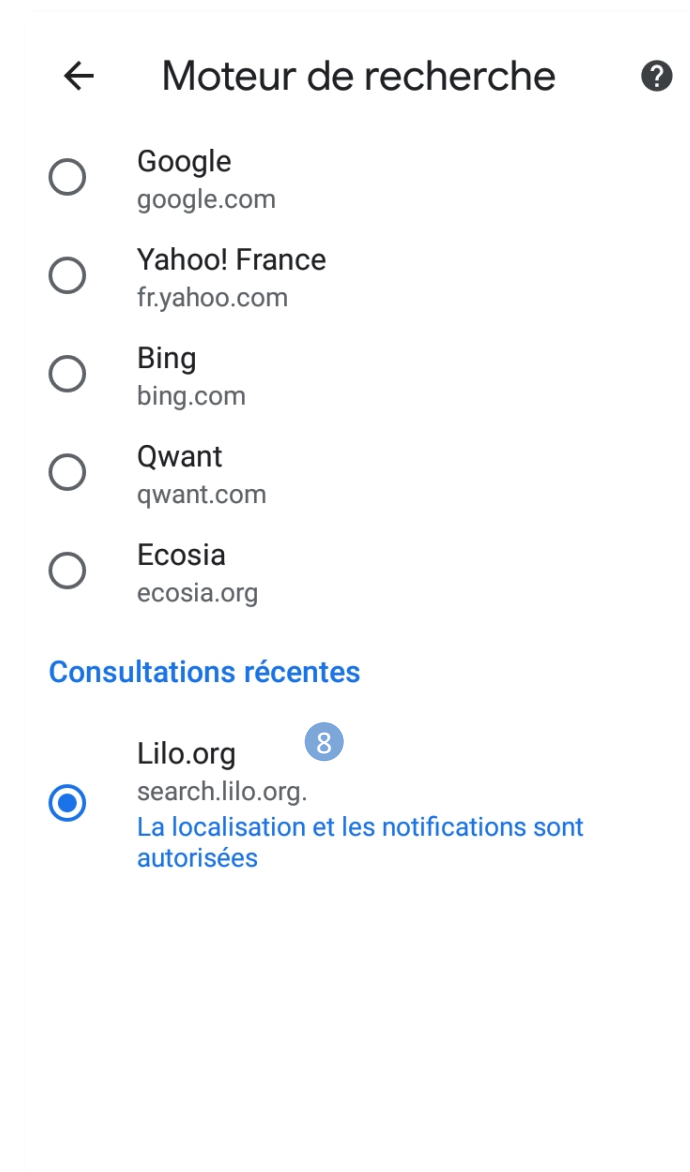 Moteur de recherche
Google
google.com
Yahoo! France
fr.yahoo.com
Bing
bing.com
Qwant
qwant.com
Ecosia
ecosia.org
Consultations récentes
8
Lilo.org
search.lilo.org.
La localisation et les notifications sont
autorisées